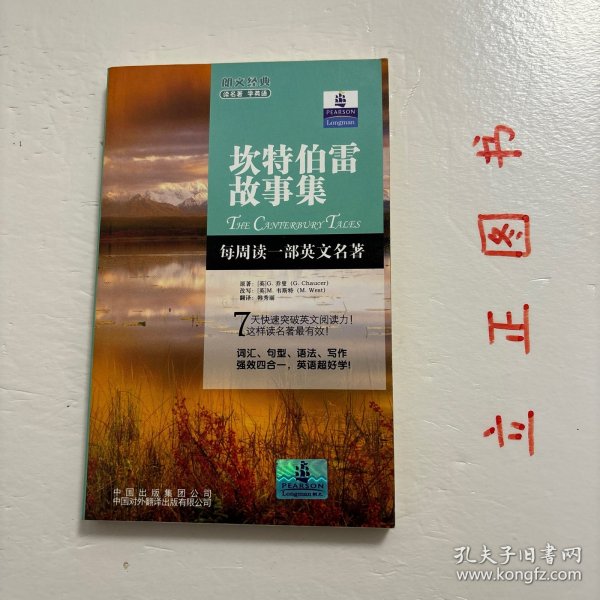 朗文经典
读名著 学英语
PEARSON
Longman
坎特伯雷
故事集
THE CANTERBURY TALES
每周读一部英文名著
原著：[英]G. 乔叟 (G. Chaucer)
改写：[英]M. 韦斯特 (M. West)
翻译：韩秀丽
7天快速突破英文阅读力！
这样读名著最有效！
词汇、句型、语法、写作
强效四合一，英语超好学！
PEARSON
Longman 朗文
中国出版集团公司
中国对外翻译出版有限公司
图
书
正
立
孔夫子旧书网
www.kongfz.com